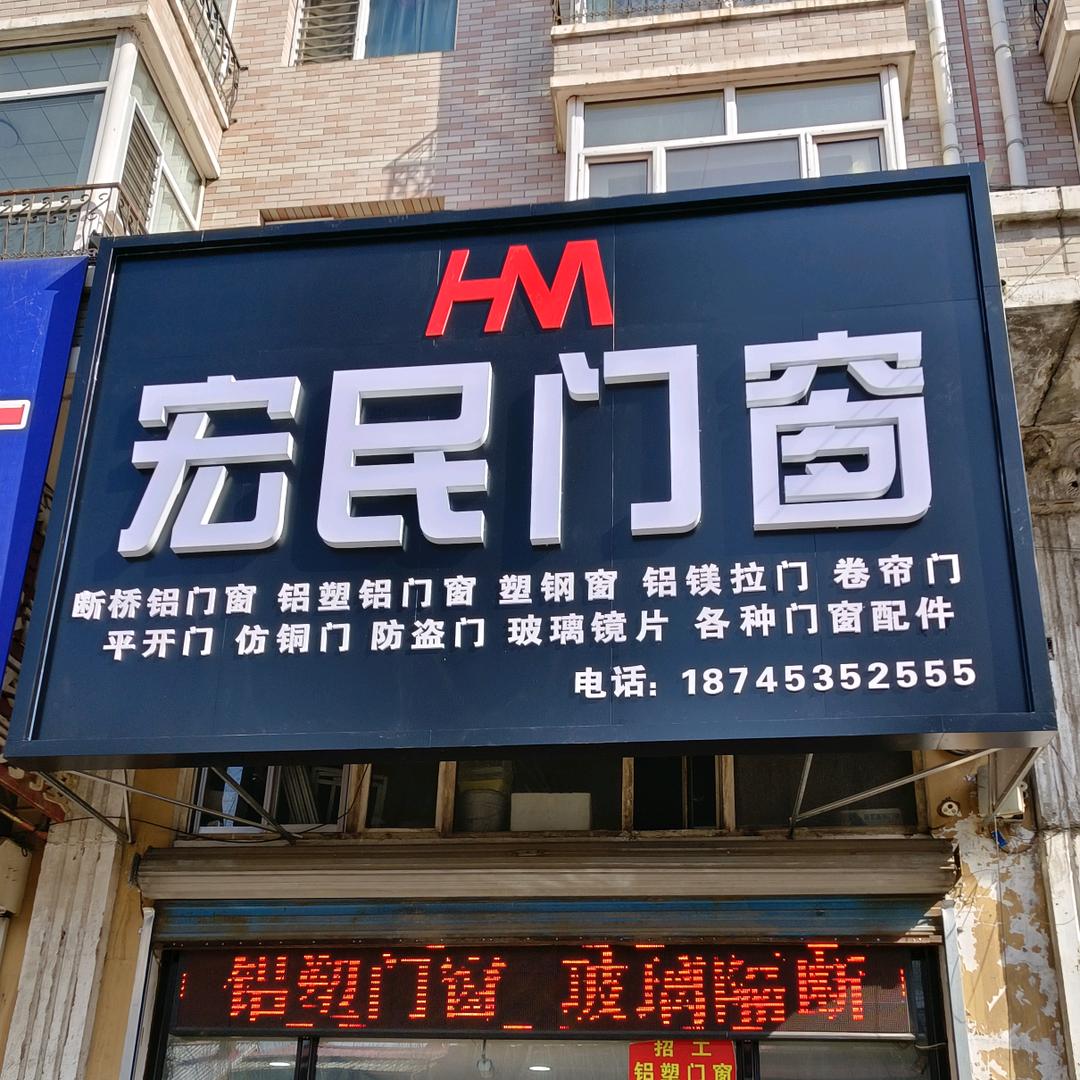 HM
宏民门窗
断桥铝门窗 铝塑铝门窗 塑钢窗 铝镁拉门 卷帘门
平开门 仿铜门 防盗门 玻璃镜片 各种门窗配件
电话：18745352555
铝塑门窗 玻璃隔断
招工
铝塑门窗